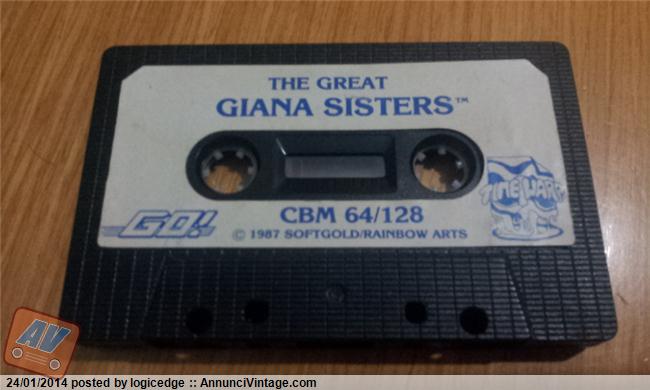 THE GREAT
GIANA SISTERS™
TIME WARP
CBM 64/128
GO!
© 1987 SOFTGOLD/RAINBOW ARTS
AV
24/01/2014 posted by logicedge :: AnnunciVintage.com